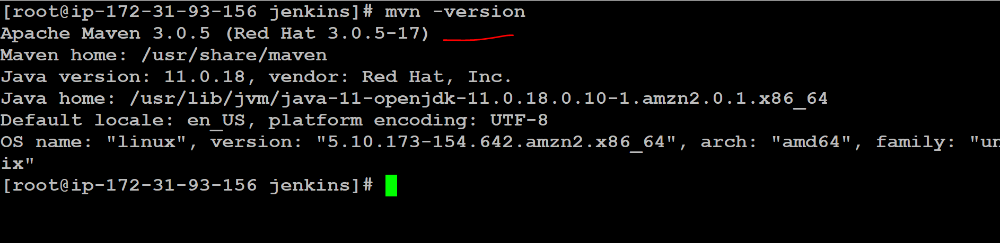 [root@ip-172-31-93-156 jenkins]# mvn -version
Apache Maven 3.0.5 (Red Hat 3.0.5-17)
Maven home: /usr/share/maven
Java version: 11.0.18, vendor: Red Hat, Inc.
Java home: /usr/lib/jvm/java-11-openjdk-11.0.18.0.10-1.amzn2.0.1.x86_64
Default locale: en_US, platform encoding: UTF-8
OS name: "linux", version: "5.10.173-154.642.amzn2.x86_64", arch: "amd64", family: "un
ix"
[root@ip-172-31-93-156 jenkins]#